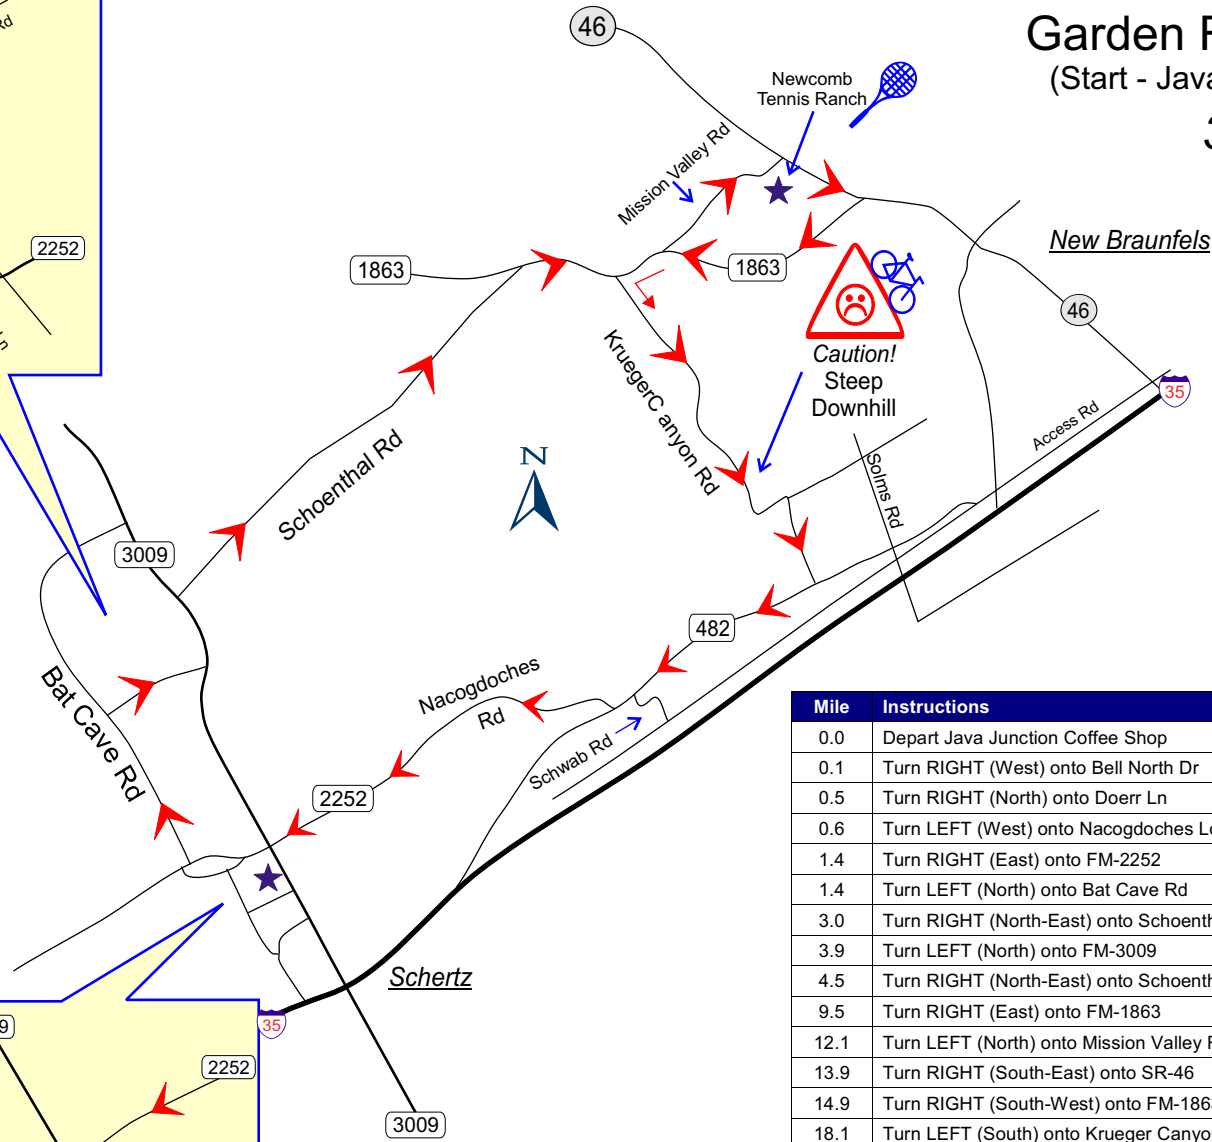 Rd
46
Garden
(Start - Java
Newcomb
Tennis Ranch
Mission Valley Rd
2252
New Braunfels
1863
1863
46
Caution!
Steep
Downhill
KruegerC anyon Rd
35
Access Rd
Solms Rd
N
Schoenthal Rd
3009
482
Nacogdoches
Rd
Bat Cave Rd
Schwab Rd
2252
Schertz
35
2252
3009
Mile Instructions
0.0 Depart Java Junction Coffee Shop
0.1 Turn RIGHT (West) onto Bell North Dr
0.5 Turn RIGHT (North) onto Doerr Ln
0.6 Turn LEFT (West) onto Nacogdoches
1.4 Turn RIGHT (East) onto FM-2252
1.4 Turn LEFT (North) onto Bat Cave Rd
3.0 Turn RIGHT (North-East) onto Schoenth
3.9 Turn LEFT (North) onto FM-3009
4.5 Turn RIGHT (North-East) onto Schoenth
9.5 Turn RIGHT (East) onto FM-1863
12.1 Turn LEFT (North) onto Mission Valley
13.9 Turn RIGHT (South-East) onto SR-46
14.9 Turn RIGHT (South-West) onto FM-186
18.1 Turn LEFT (South) onto Krueger Canyo